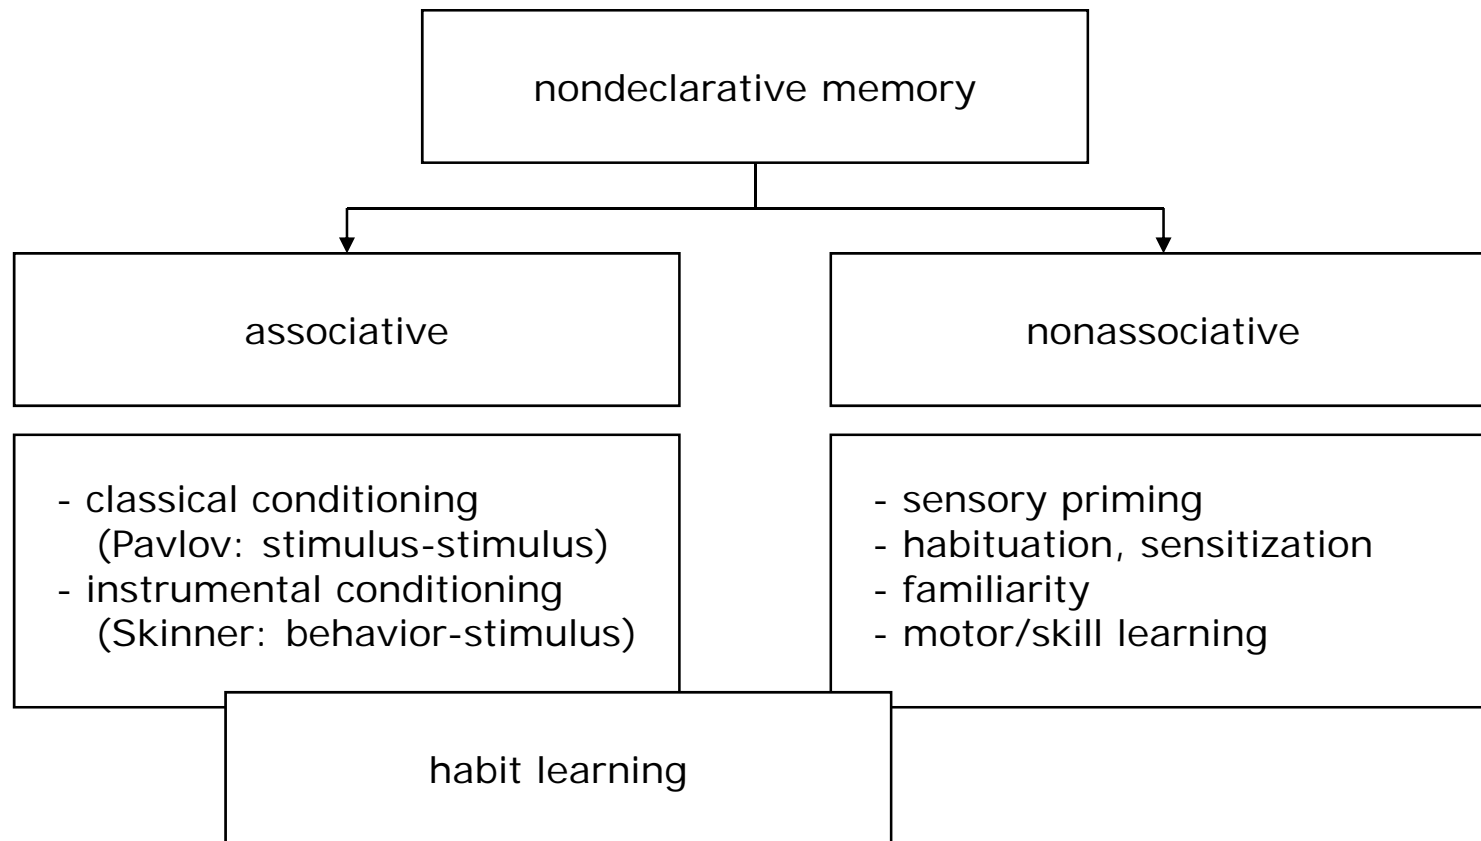 nondeclarative memory
associative
nonassociative
- classical conditioning
(Pavlov: stimulus-stimulus)
- instrumental conditioning
(Skinner: behavior-stimulus)
- sensory priming
- habituation, sensitization
- familiarity
- motor/skill learning
habit learning